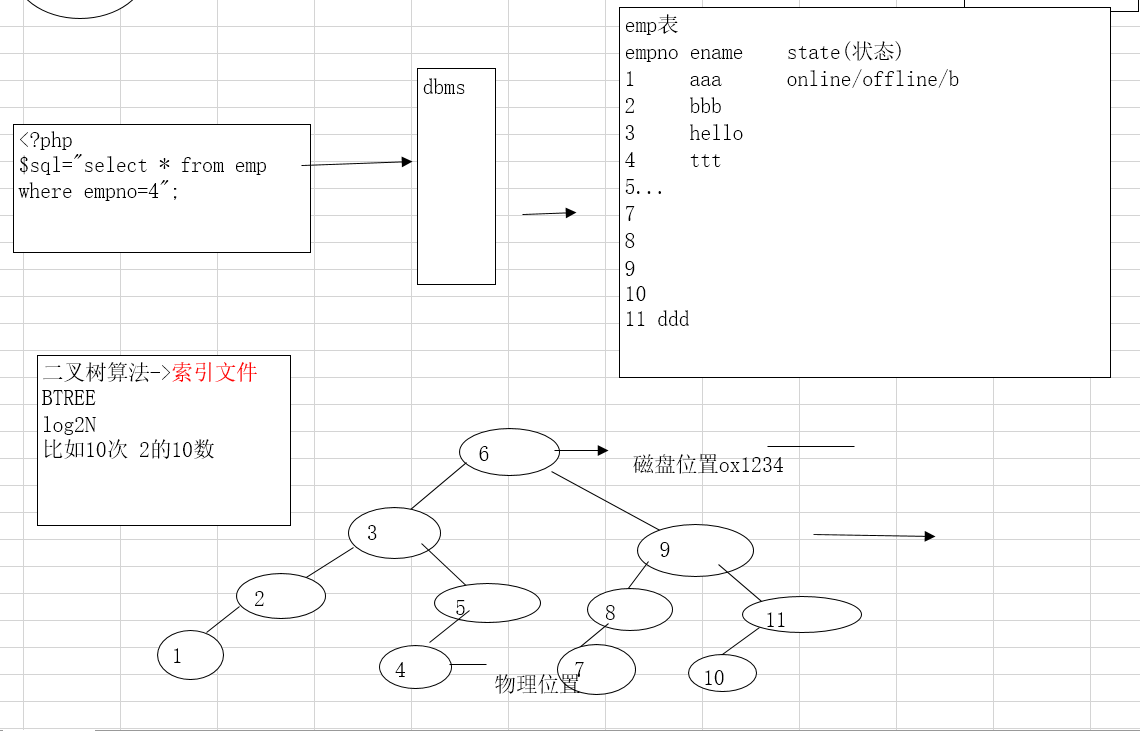 emp表
empno ename state(状态)
1 aaa online/offline/b
2 bbb
3 hello
4 ttt
5...
7
8
9
10
11 ddd
dbms
<?php
$sql="select * from emp
where empno=4";
二叉树算法->索引文件
BTREE
log2N
比如10次 2的10数
6
磁盘位置ox1234
3
9
2
5
8
11
1
4
7
10
物理位置